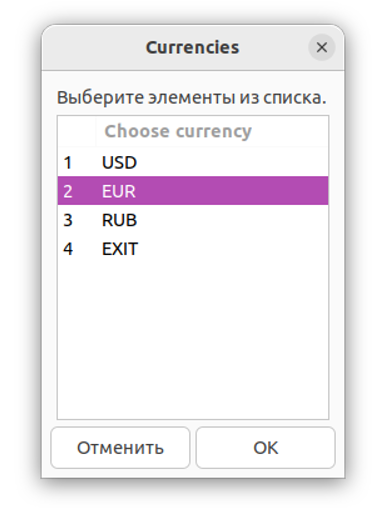 Currencies
Выберите элементы из списка.
Choose currency
1 USD
2 EUR
3 RUB
4 EXIT
Отменить OK